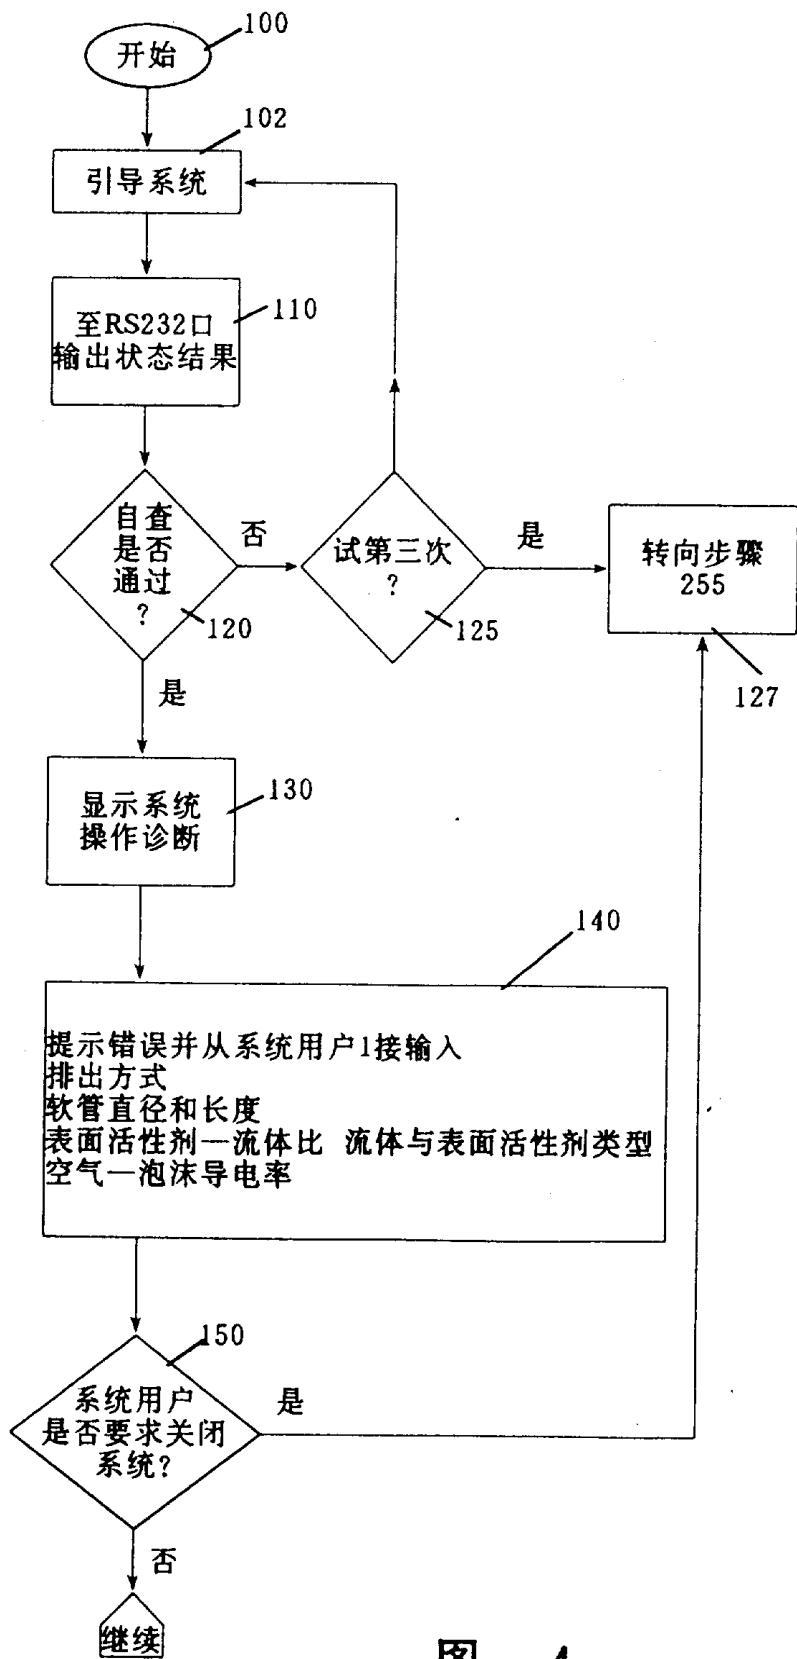 100
开始
102
引导系统
110
至RS232口
输出状态结果
自查
是否
通过
?
120
否
试第三次
?
125
是
转向步骤
255
127
是
显示系统
操作诊断
130
140
提示错误并从系统用户1接输入
排出方式
软管直径和长度
表面活性剂—流体比 流体与表面活性剂类型
空气—泡沫导电率
150
系统用户
是否要求关闭
系统?
是
否
继续